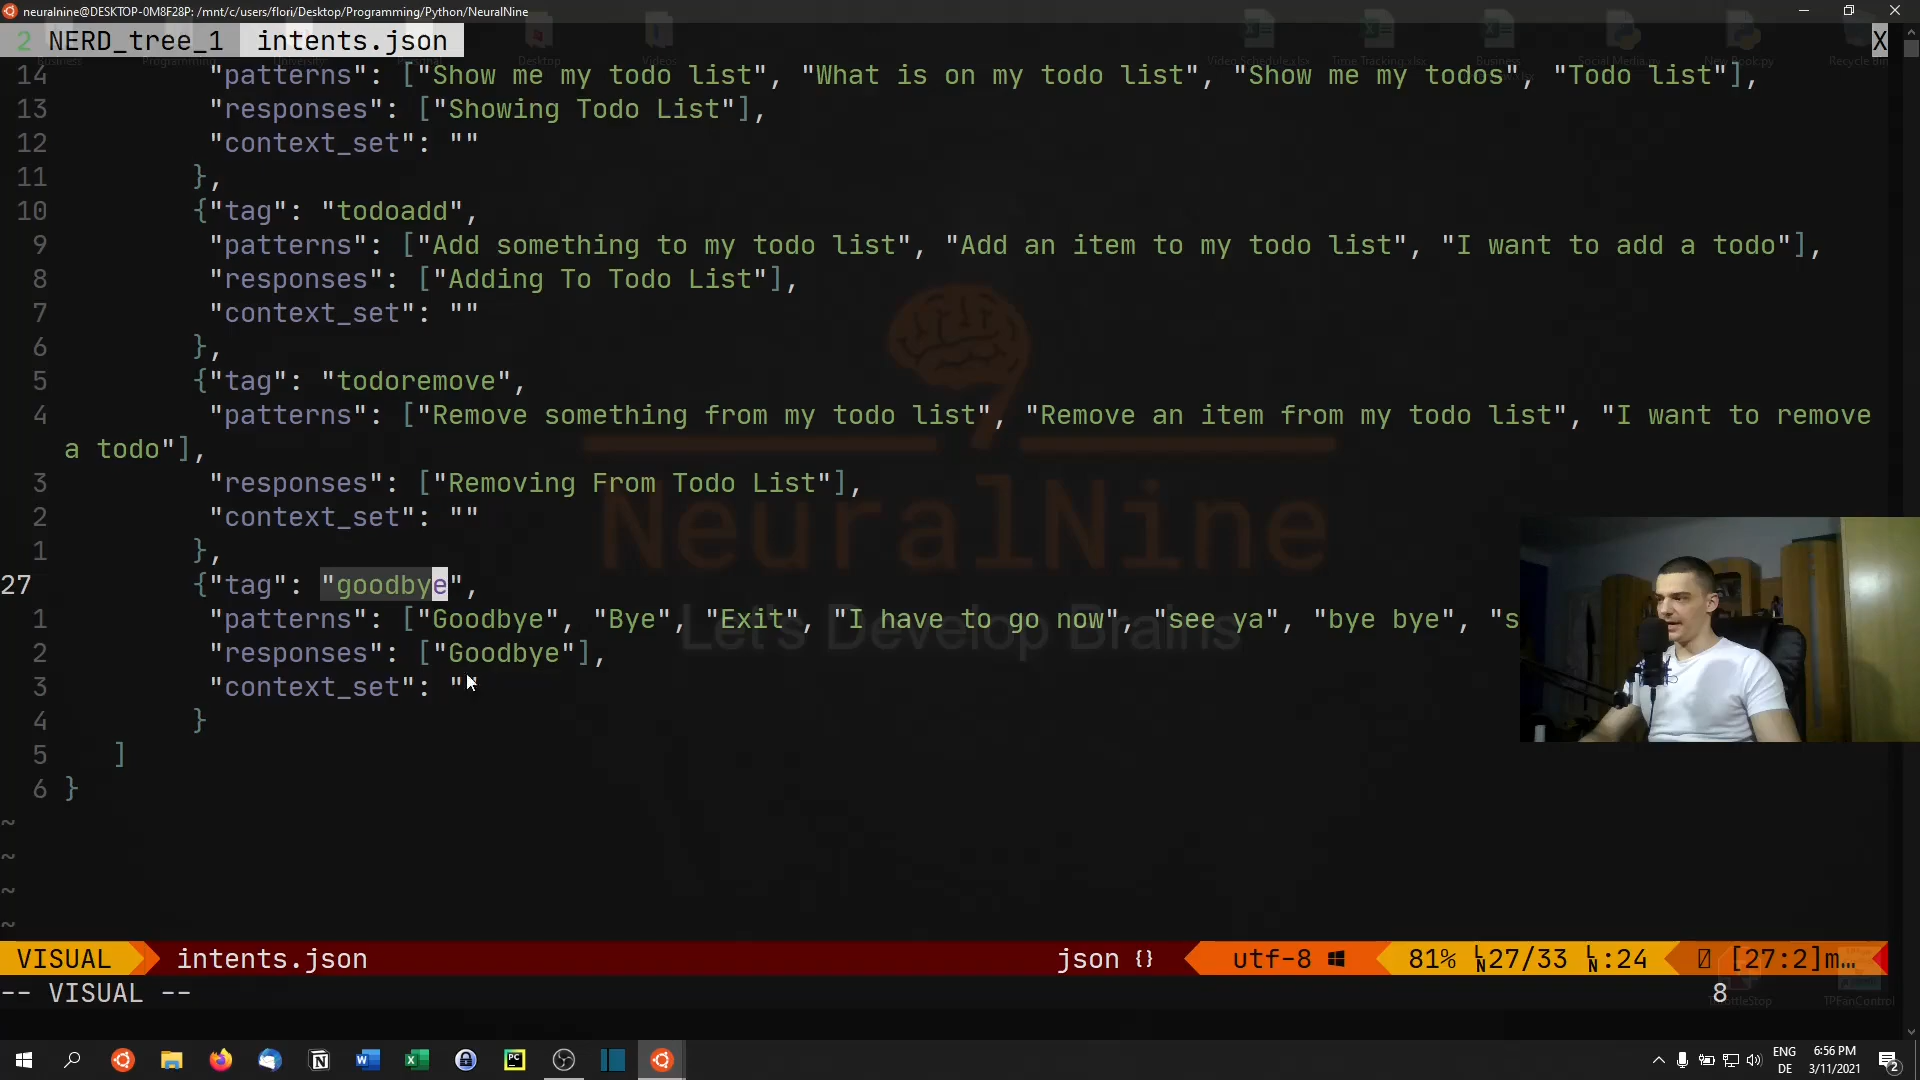 neuralnine@DESKTOP-0M8F28P: /mnt/c/users/flori/Desktop/Programming/Python/NeuralNine
2 NERD_tree_1 intents.json X
14 "patterns": ["Show me my todo list", "What is on my todo list", "Show me my todos", "Todo list"],
13 "responses": ["Showing Todo List"],
12 "context_set": ""
11 },
10 {"tag": "todoadd",
9 "patterns": ["Add something to my todo list", "Add an item to my todo list", "I want to add a todo"],
8 "responses": ["Adding To Todo List"],
7 "context_set": ""
6 },
5 {"tag": "todoremove",
4 "patterns": ["Remove something from my todo list", "Remove an item from my todo list", "I want to remove
a todo"],
3 "responses": ["Removing From Todo List"],
2 "context_set": ""
1 },
27 {"tag": "goodbye",
1 "patterns": ["Goodbye", "Bye", "Exit", "I have to go now", "see ya", "bye bye", "s
2 "responses": ["Goodbye"],
3 "context_set": ""
4 }
5 ]
6 }
~
~
~
~
NeuralNine
Let's Develop Brains
VISUAL intents.json json {} utf-8 81% LN27/33 LN:24 [27:2]m…
-- VISUAL -- 8
ENG 6:56 PM
DE 3/11/2021 2